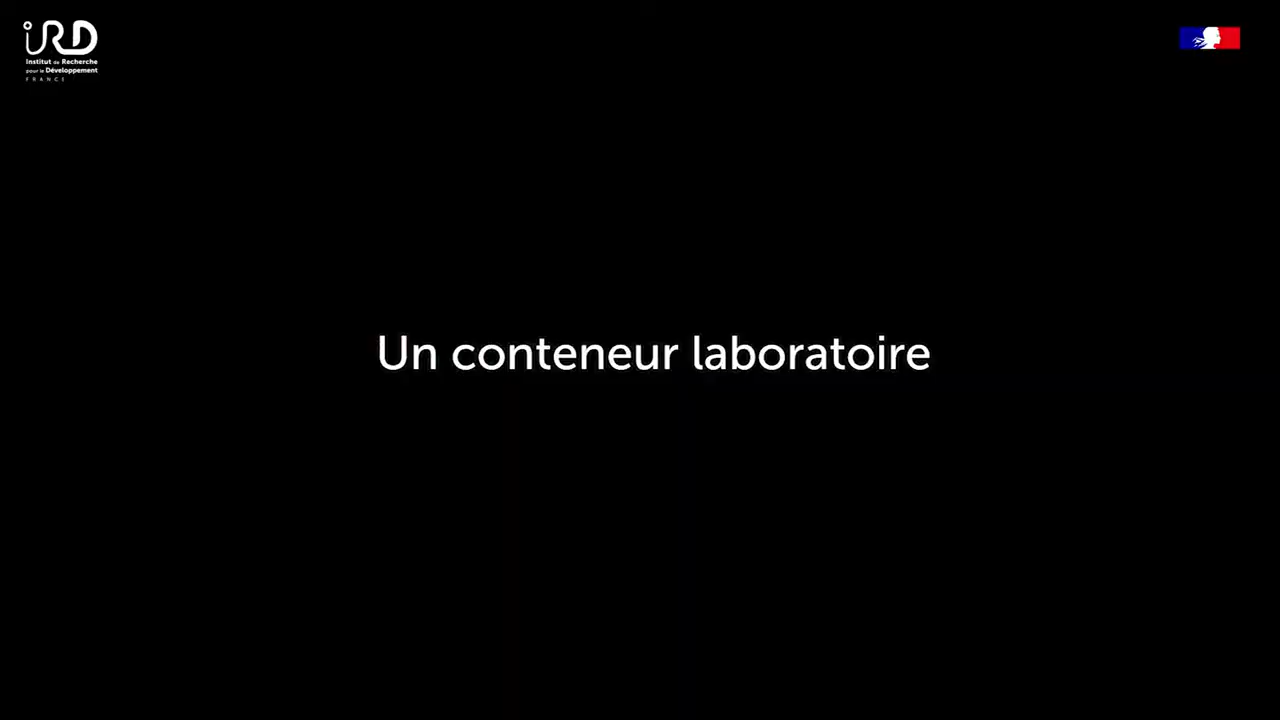 iRD
Institut de Recherche
pour le Développement
FRANCE
Un conteneur laboratoire